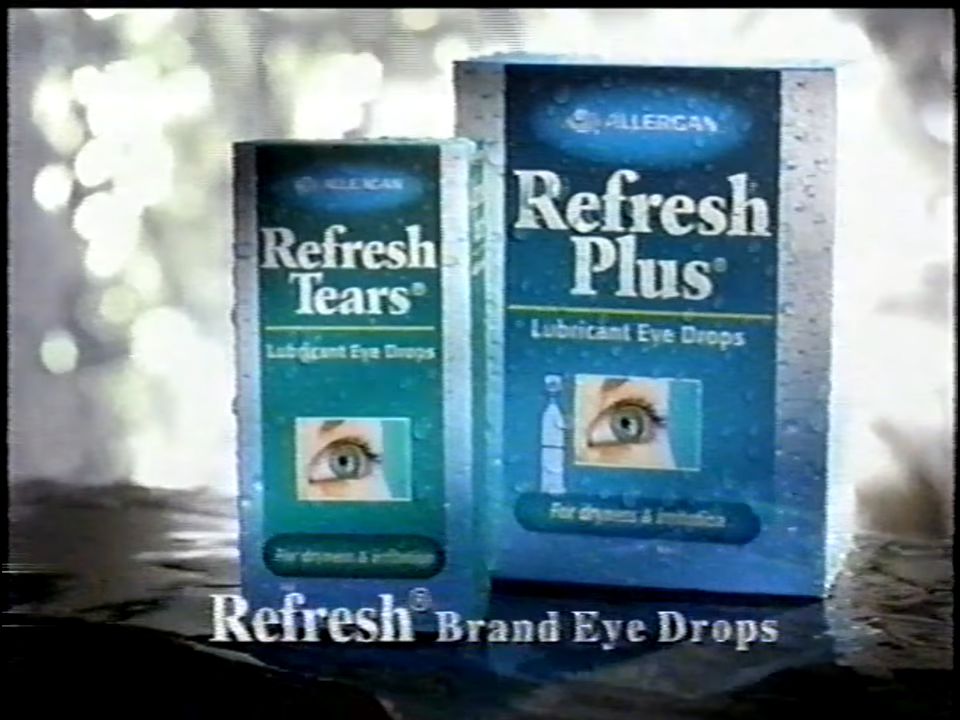 ALLERGAN
Refresh
Tears®
Lubricant Eye Drops
For dryness & irritation
ALLERGAN
Refresh
Plus®
Lubricant Eye Drops
For dryness & irritation
Refresh® Brand Eye Drops